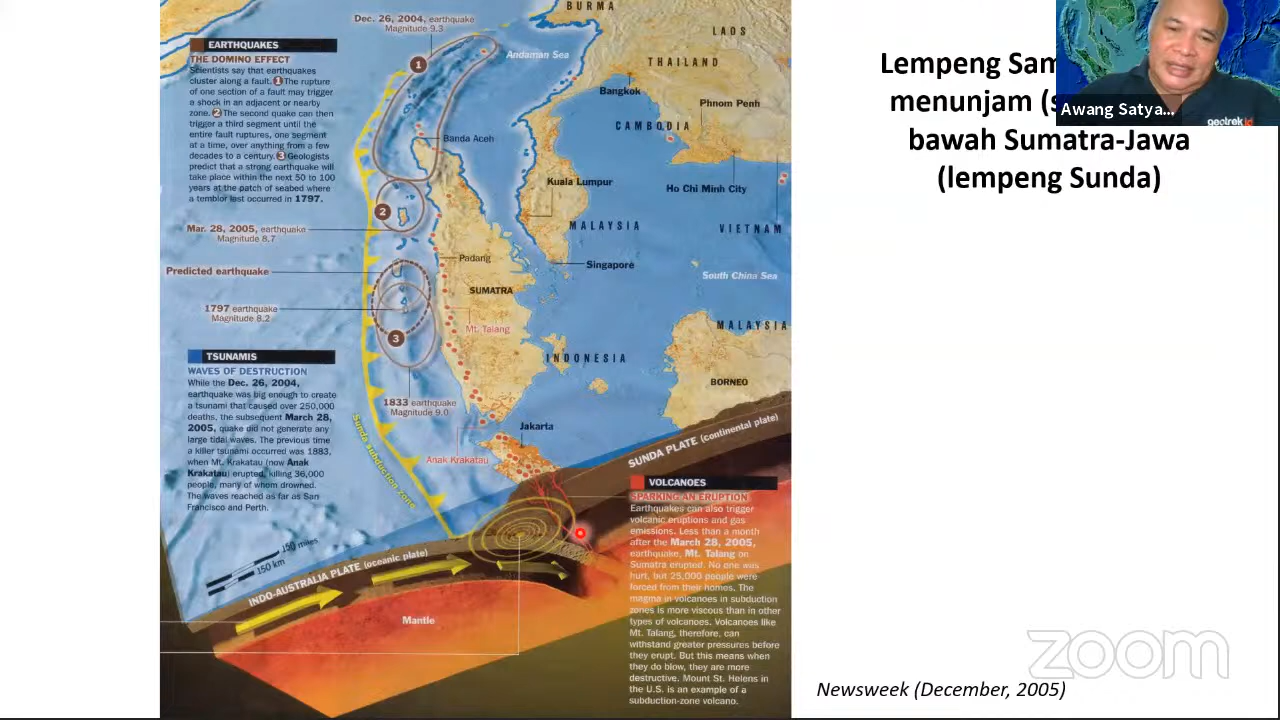 BURMA
LAOS
THAILAND
Bangkok
Phnom Penh
CAMBODIA
Andaman Sea
Dec. 26, 2004, earthquake
Magnitude 9.3
1
EARTHQUAKES
THE DOMINO EFFECT
Scientists say that earthquakes
cluster along a fault. 1 The rupture
of one section of a fault may trigger
a shock in an adjacent or nearby
zone. 2 The second quake can then
trigger a third segment until the
entire fault ruptures, one segment
at a time, over anything from a few
decades to a century. 3 Geologists
predict that a strong earthquake will
take place within the next 50 to 100
years at the patch of seabed where
a temblor last occurred in 1797.
Banda Aceh
Kuala Lumpur
Ho Chi Minh City
2
Mar. 28, 2005, earthquake
Magnitude 8.7
MALAYSIA
VIETNAM
Padang
Singapore
Predicted earthquake
South China Sea
SUMATRA
1797 earthquake
Magnitude 8.2
Mt. Talang
MALAYSIA
3
INDONESIA
BORNEO
TSUNAMIS
WAVES OF DESTRUCTION
While the Dec. 26, 2004,
earthquake was big enough to create
a tsunami that caused over 250,000
deaths, the subsequent March 28,
2005, quake did not generate any
large tidal waves. The previous time
a killer tsunami occurred was 1883,
when Mt. Krakatau (now Anak
Krakatau) erupted, killing 36,000
people, many of whom drowned.
The waves reached as far as San
Francisco and Perth.
1833 earthquake
Magnitude 9.0
Sunda subduction zone
Jakarta
Anak Krakatau
SUNDA PLATE (continental plate)
150 miles
150 km
INDO-AUSTRALIA PLATE (oceanic plate)
Mantle
VOLCANOES
SPARKING AN ERUPTION
Earthquakes can also trigger
volcanic eruptions and gas
emissions. Less than a month
after the March 28, 2005,
earthquake, Mt. Talang on
Sumatra erupted. No one was
hurt, but 25,000 people were
forced from their homes. The
magma in volcanoes in subduction
zones is more viscous than in other
types of volcanoes. Volcanoes like
Mt. Talang, therefore, can
withstand greater pressures before
they erupt. But this means when
they do blow, they are more
destructive. Mount St. Helens in
the U.S. is an example of a
subduction-zone volcano.
Lempeng Sam
menunjam (s
bawah Sumatra-Jawa
(lempeng Sunda)
Awang Satya...
geotrek.id
zoom
Newsweek (December, 2005)